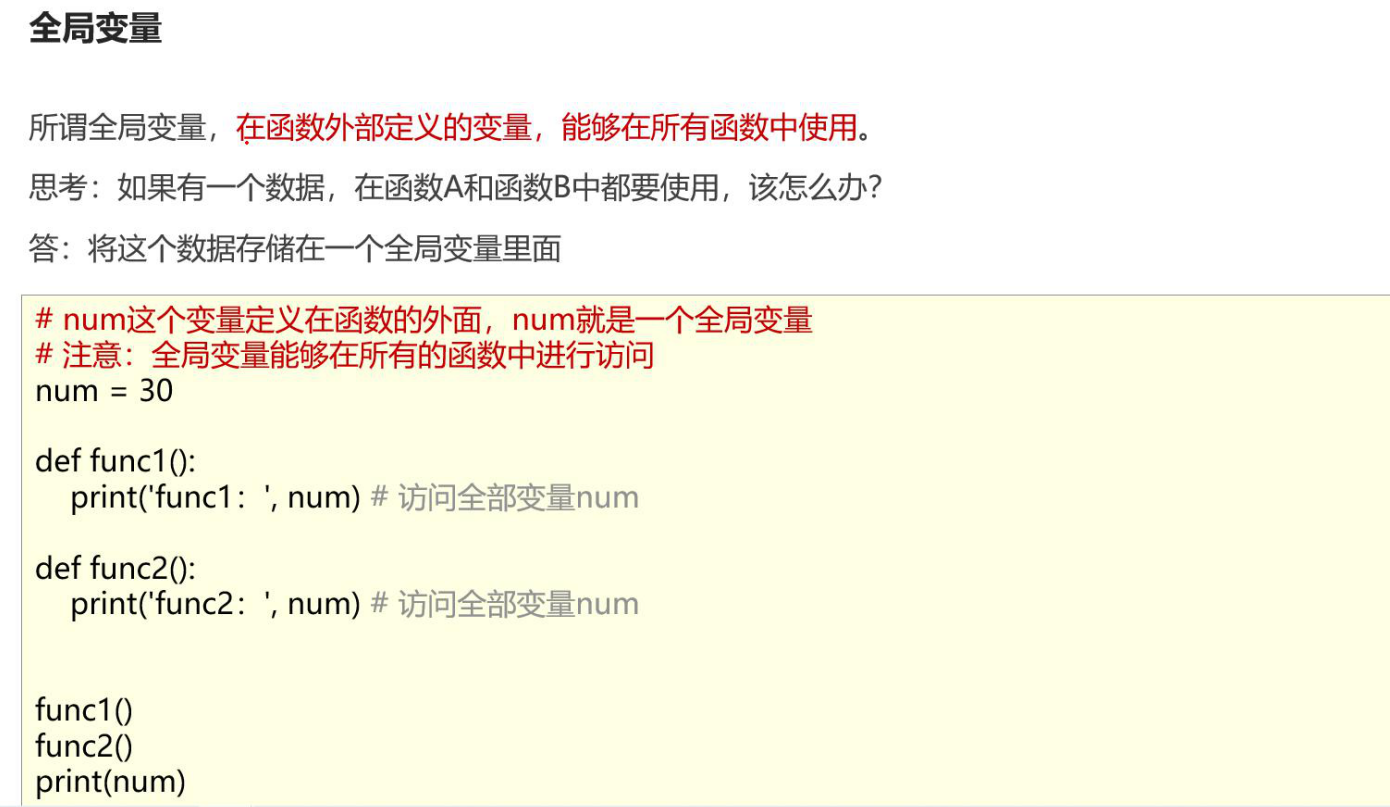 全局变量
所谓全局变量，在函数外部定义的变量，能够在所有函数中使用。
思考：如果有一个数据，在函数A和函数B中都要使用，该怎么办？
答：将这个数据存储在一个全局变量里面
# num这个变量定义在函数的外面，num就是一个全局变量
# 注意：全局变量能够在所有的函数中进行访问
num = 30
def func1():
print('func1：', num) # 访问全部变量num
def func2():
print('func2：', num) # 访问全部变量num
func1()
func2()
print(num)